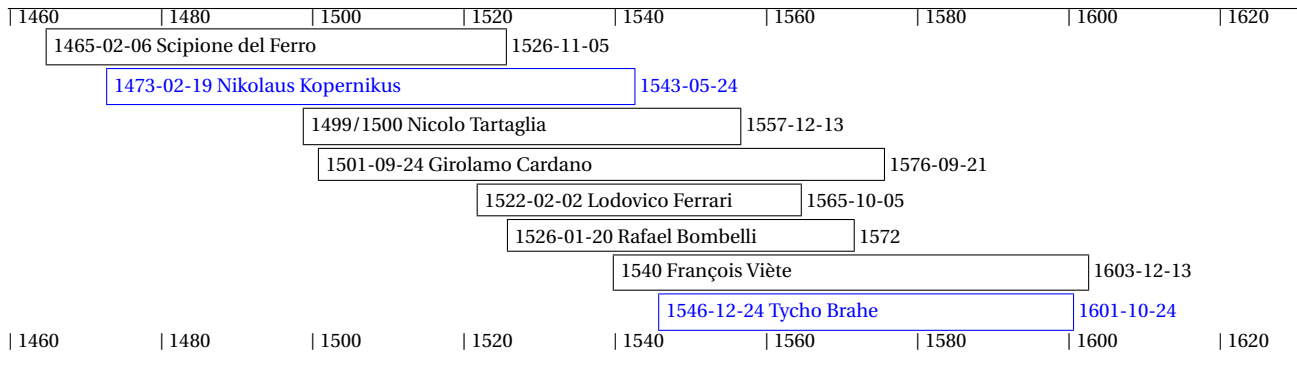 | 1460 | 1480 | 1500 | 1520 | 1540 | 1560 | 1580 | 1600 | 1620
1465-02-06 Scipione del Ferro 1526-11-05
1473-02-19 Nikolaus Kopernikus 1543-05-24
1499/1500 Nicolo Tartaglia 1557-12-13
1501-09-24 Girolamo Cardano 1576-09-21
1522-02-02 Lodovico Ferrari 1565-10-05
1526-01-20 Rafael Bombelli 1572
1540 François Viète 1603-12-13
1546-12-24 Tycho Brahe 1601-10-24
| 1460 | 1480 | 1500 | 1520 | 1540 | 1560 | 1580 | 1600 | 1620